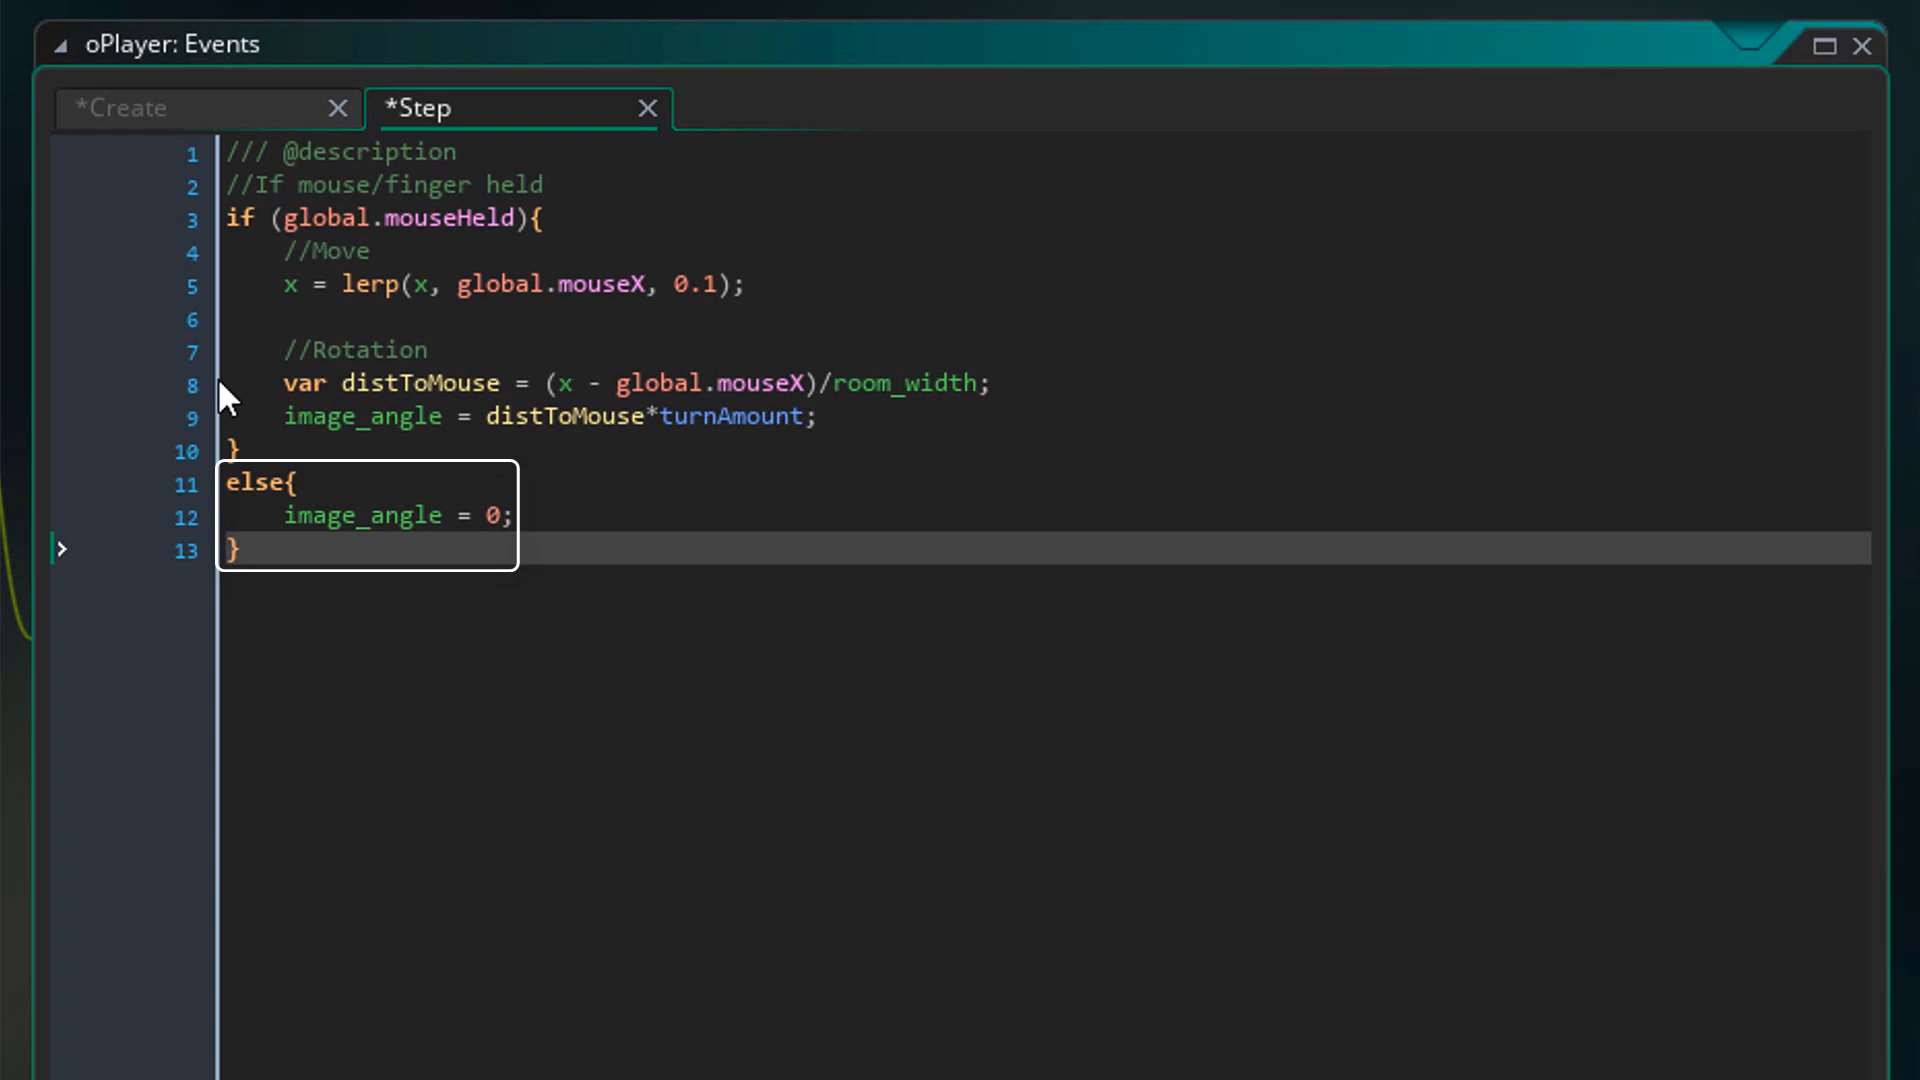 oPlayer: Events
*Create
*Step
1 /// @description
2 //If mouse/finger held
3 if (global.mouseHeld){
4     //Move
5     x = lerp(x, global.mouseX, 0.1);
6
7     //Rotation
8     var distToMouse = (x - global.mouseX)/room_width;
9     image_angle = distToMouse*turnAmount;
10 }
11 else{
12     image_angle = 0;
13 }